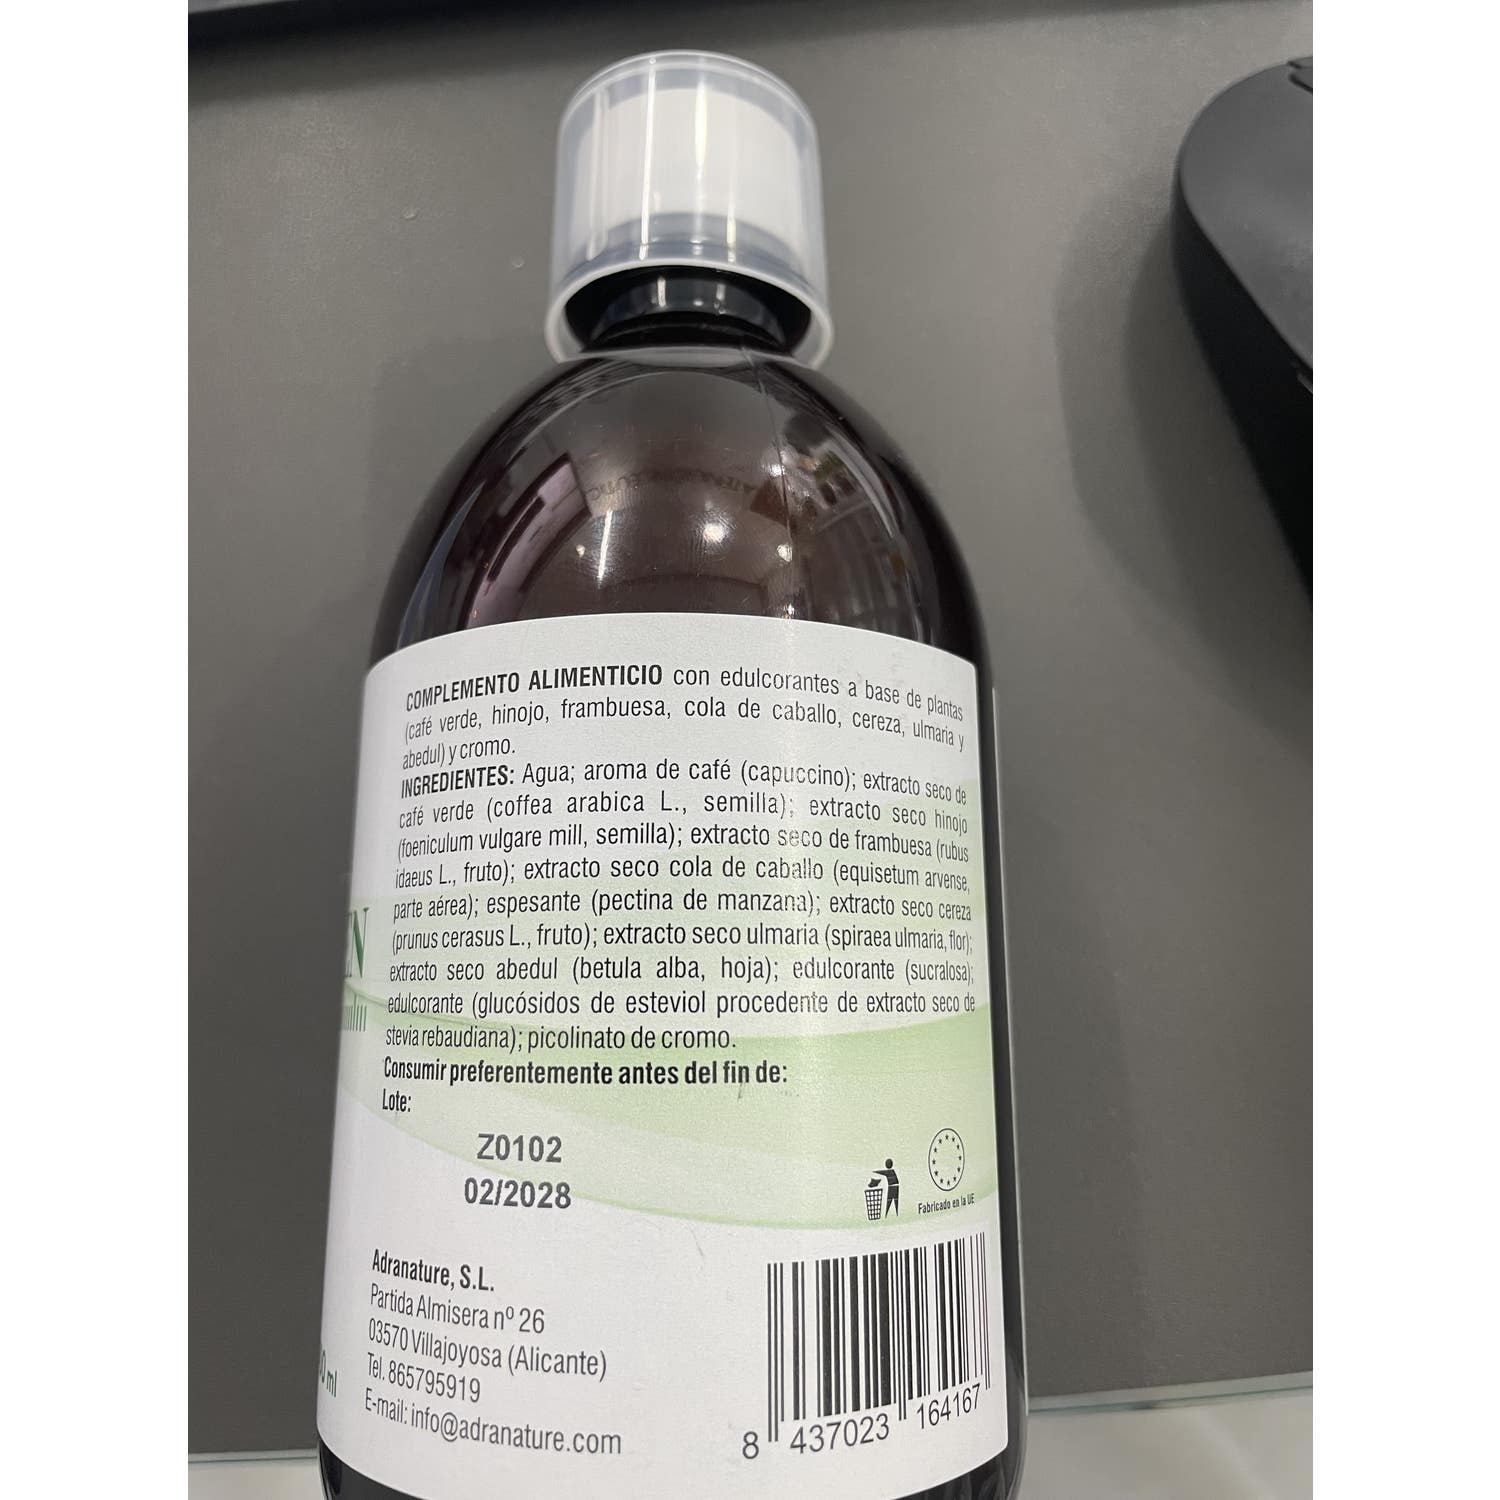 COMPLEMENTO ALIMENTICIO con edulcorantes a base de plantas
(café verde, hinojo, frambuesa, cola de caballo, cereza, ulmaria y
abedul) y cromo.
INGREDIENTES: Agua; aroma de café (capuccino); extracto seco de
café verde (coffea arabica L., semilla); extracto seco hinojo
(foeniculum vulgare mill, semilla); extracto seco de frambuesa (rubus
idaeus L., fruto); extracto seco cola de caballo (equisetum arvense,
parte aérea); espesante (pectina de manzana); extracto seco cereza
(prunus cerasus L., fruto); extracto seco ulmaria (spiraea ulmaria, flor);
extracto seco abedul (betula alba, hoja); edulcorante (sucralosa);
edulcorante (glucósidos de esteviol procedente de extracto seco de
stevia rebaudiana); picolinato de cromo.
Consumir preferentemente antes del fin de:
Lote:
Z0102
02/2028
Fabricado en la UE
Adranature, S.L.
Partida Almisera nº 26
03570 Villajoyosa (Alicante)
Tel. 865795919
E-mail: info@adranature.com
8 437023 164167
ml